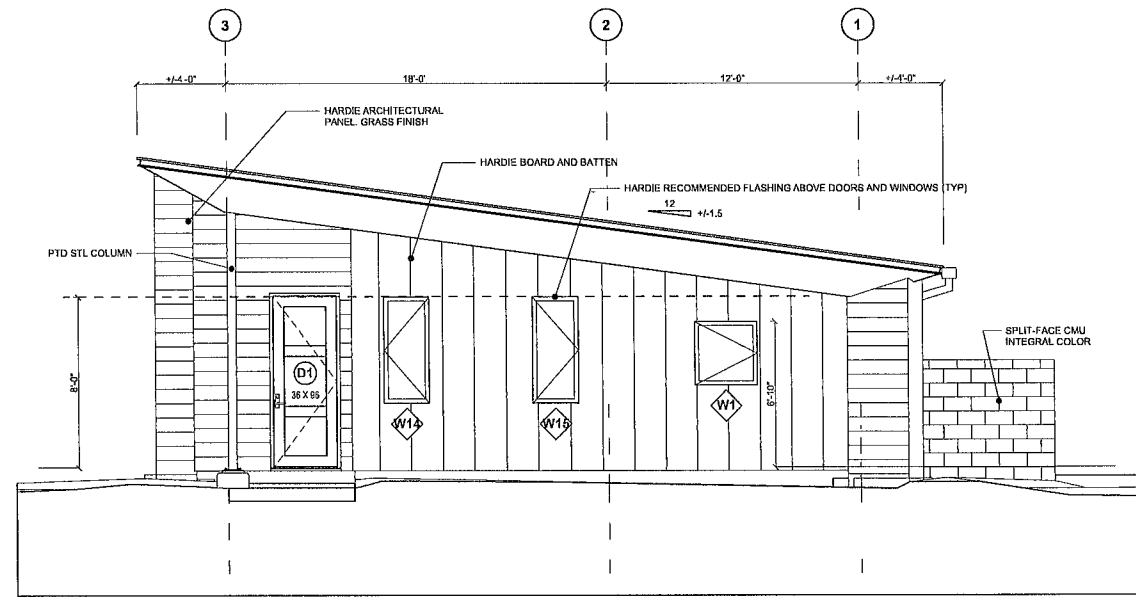 3
2
1
+/-4'-0"
18'-0'
12'-0"
+/-4'-0"
HARDIE ARCHITECTURAL
PANEL. GRASS FINISH
HARDIE BOARD AND BATTEN
HARDIE RECOMMENDED FLASHING ABOVE DOORS AND WINDOWS (TYP)
12
+/-1.5
PTD STL COLUMN
SPLIT-FACE CMU
INTEGRAL COLOR
8'-0"
D1
36 X 96
6'-10"
W14
W15
W1